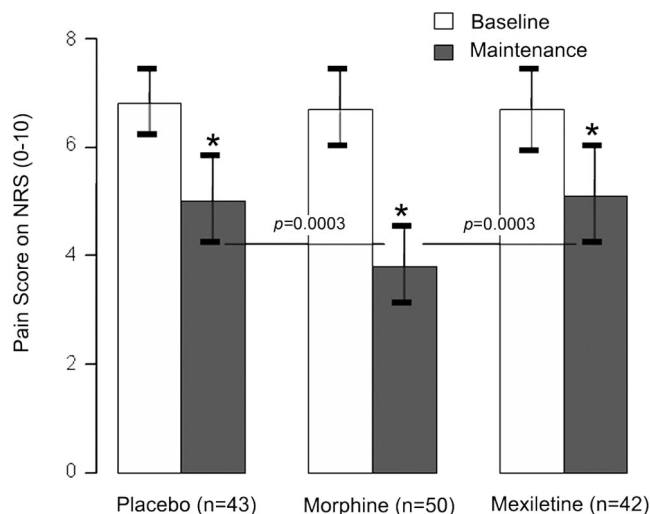 Baseline
Maintenance
Pain Score on NRS (0-10)
8
6
4
2
0
*
*
*
p=0.0003
p=0.0003
Placebo (n=43)
Morphine (n=50)
Mexiletine (n=42)